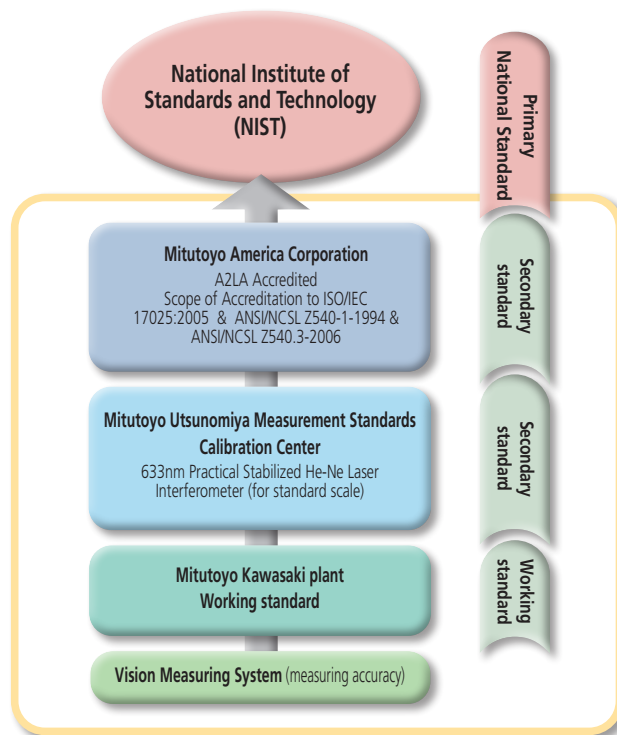 National Institute of
Standards and Technology
(NIST)
Primary
National Standard
Mitutoyo America Corporation
A2LA Accredited
Scope of Accreditation to ISO/IEC
17025:2005 & ANSI/NCSL Z540-1-1994 &
ANSI/NCSL Z540.3-2006
Secondary
standard
Mitutoyo Utsunomiya Measurement Standards
Calibration Center
633nm Practical Stabilized He-Ne Laser
Interferometer (for standard scale)
Secondary
standard
Mitutoyo Kawasaki plant
Working standard
Working
standard
Vision Measuring System (measuring accuracy)